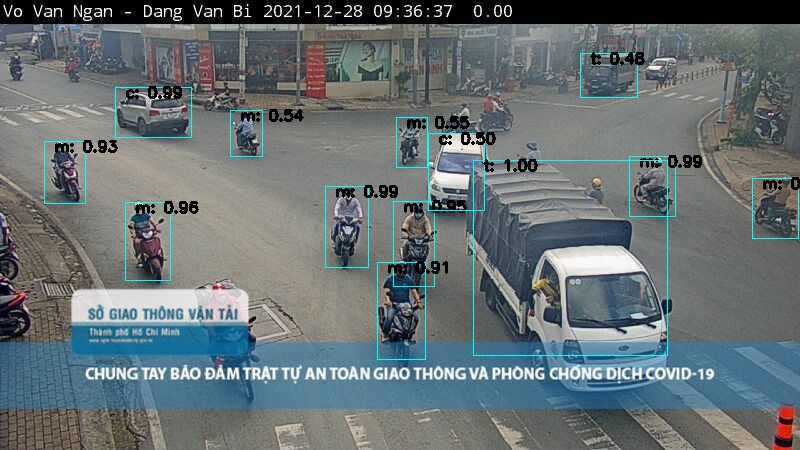 Vo Van Ngan - Dang Van Bi 2021-12-28 09:36:37 0.00
t: 0.48
c: 0.99
m: 0.54
m: 0.55
c: 0.50
m: 0.93
t: 1.00
m: 0.99
m: 0.99
m: 0
m: 0.96
m: 0.95
m: 0.91
SỞ GIAO THÔNG VẬN TẢI
Thành phố Hồ Chí Minh
CHUNG TAY BẢO ĐẢM TRẬT TỰ AN TOÀN GIAO THÔNG VÀ PHÒNG CHỐNG DỊCH COVID-19